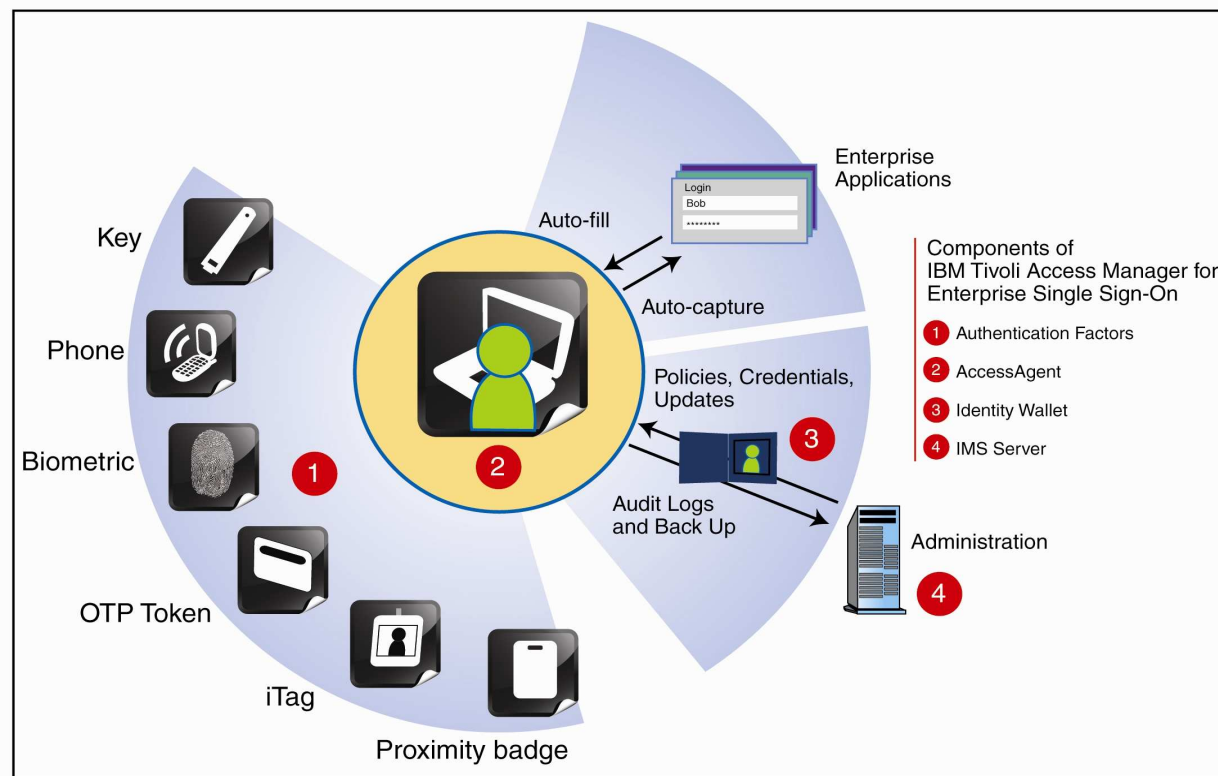 Key
Phone
Biometric
1
OTP Token
iTag
Proximity badge
2
Auto-fill
Auto-capture
Login
Bob
********
Enterprise
Applications
Policies, Credentials,
Updates
3
Audit Logs
and Back Up
Administration
4
Components of
IBM Tivoli Access Manager for
Enterprise Single Sign-On
1 Authentication Factors
2 AccessAgent
3 Identity Wallet
4 IMS Server